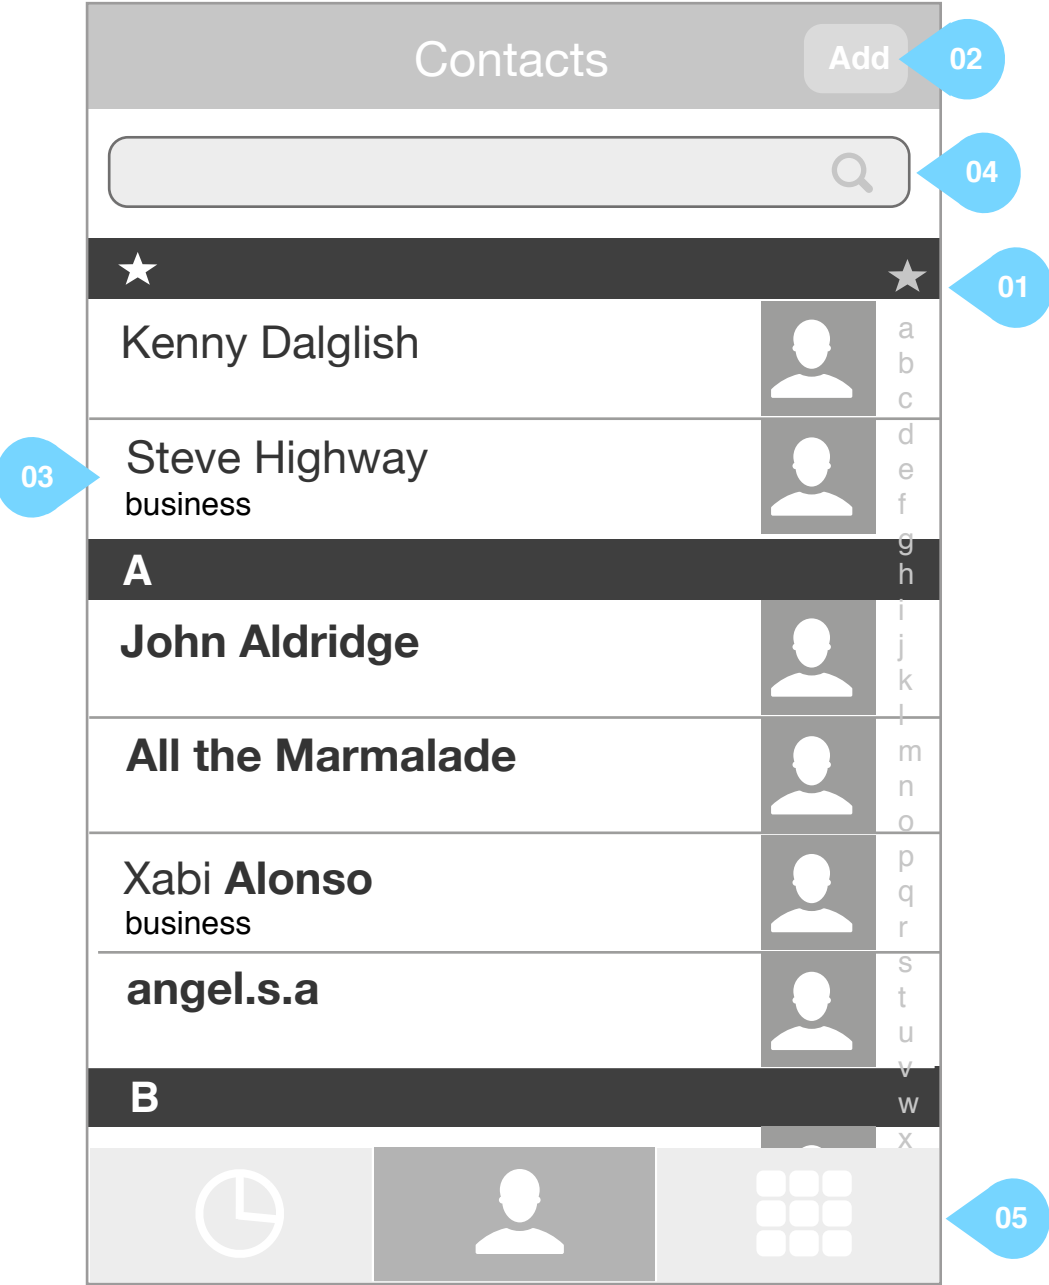 Contacts
Add
02
04
01
Kenny Dalglish
Steve Highway
business
03
A
John Aldridge
All the Marmalade
Xabi Alonso
business
angel.s.a
B
a
b
c
d
e
f
g
h
i
j
k
l
m
n
o
p
q
r
s
t
u
v
w
x
05